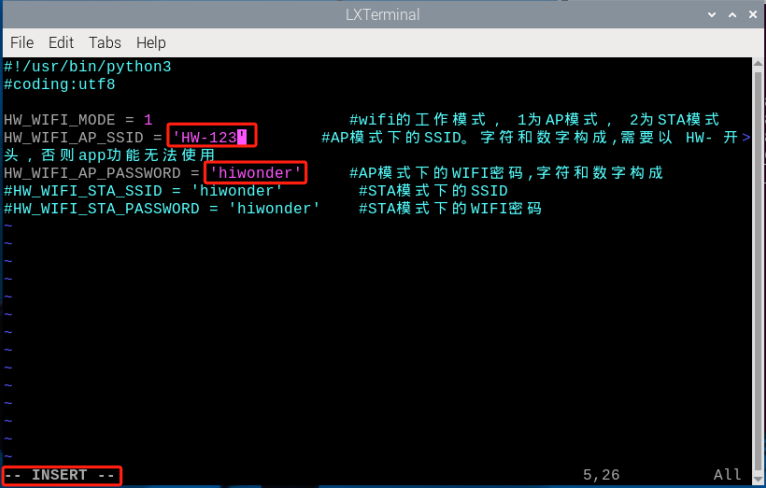 LXTerminal
File Edit Tabs Help
#!/usr/bin/python3
#coding:utf8
HW_WIFI_MODE = 1 #wifi的工作模式, 1为AP模式, 2为STA模式
HW_WIFI_AP_SSID = 'HW-123' #AP模式下的SSID。字符和数字构成,需要以 HW- 开>
头,否则app功能无法使用
HW_WIFI_AP_PASSWORD = 'hiwonder' #AP模式下的WIFI密码,字符和数字构成
#HW_WIFI_STA_SSID = 'hiwonder' #STA模式下的SSID
#HW_WIFI_STA_PASSWORD = 'hiwonder' #STA模式下的WIFI密码
~
~
~
~
~
~
~
~
~
~
~
~
~
~
-- INSERT -- 5,26 All